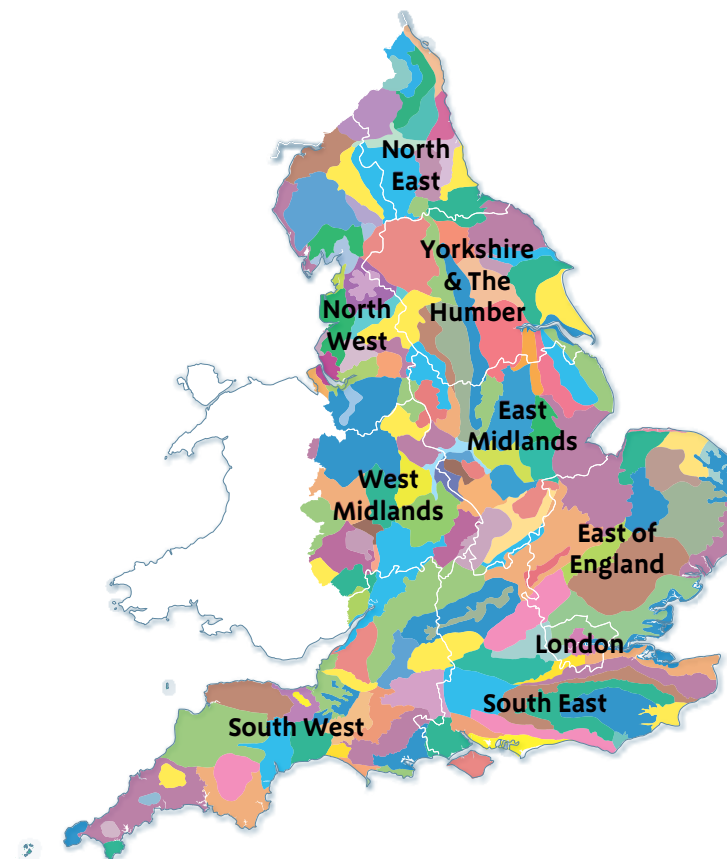 North
East
Yorkshire
& The
Humber
North
West
East
Midlands
West
Midlands
East of
England
London
South East
South West